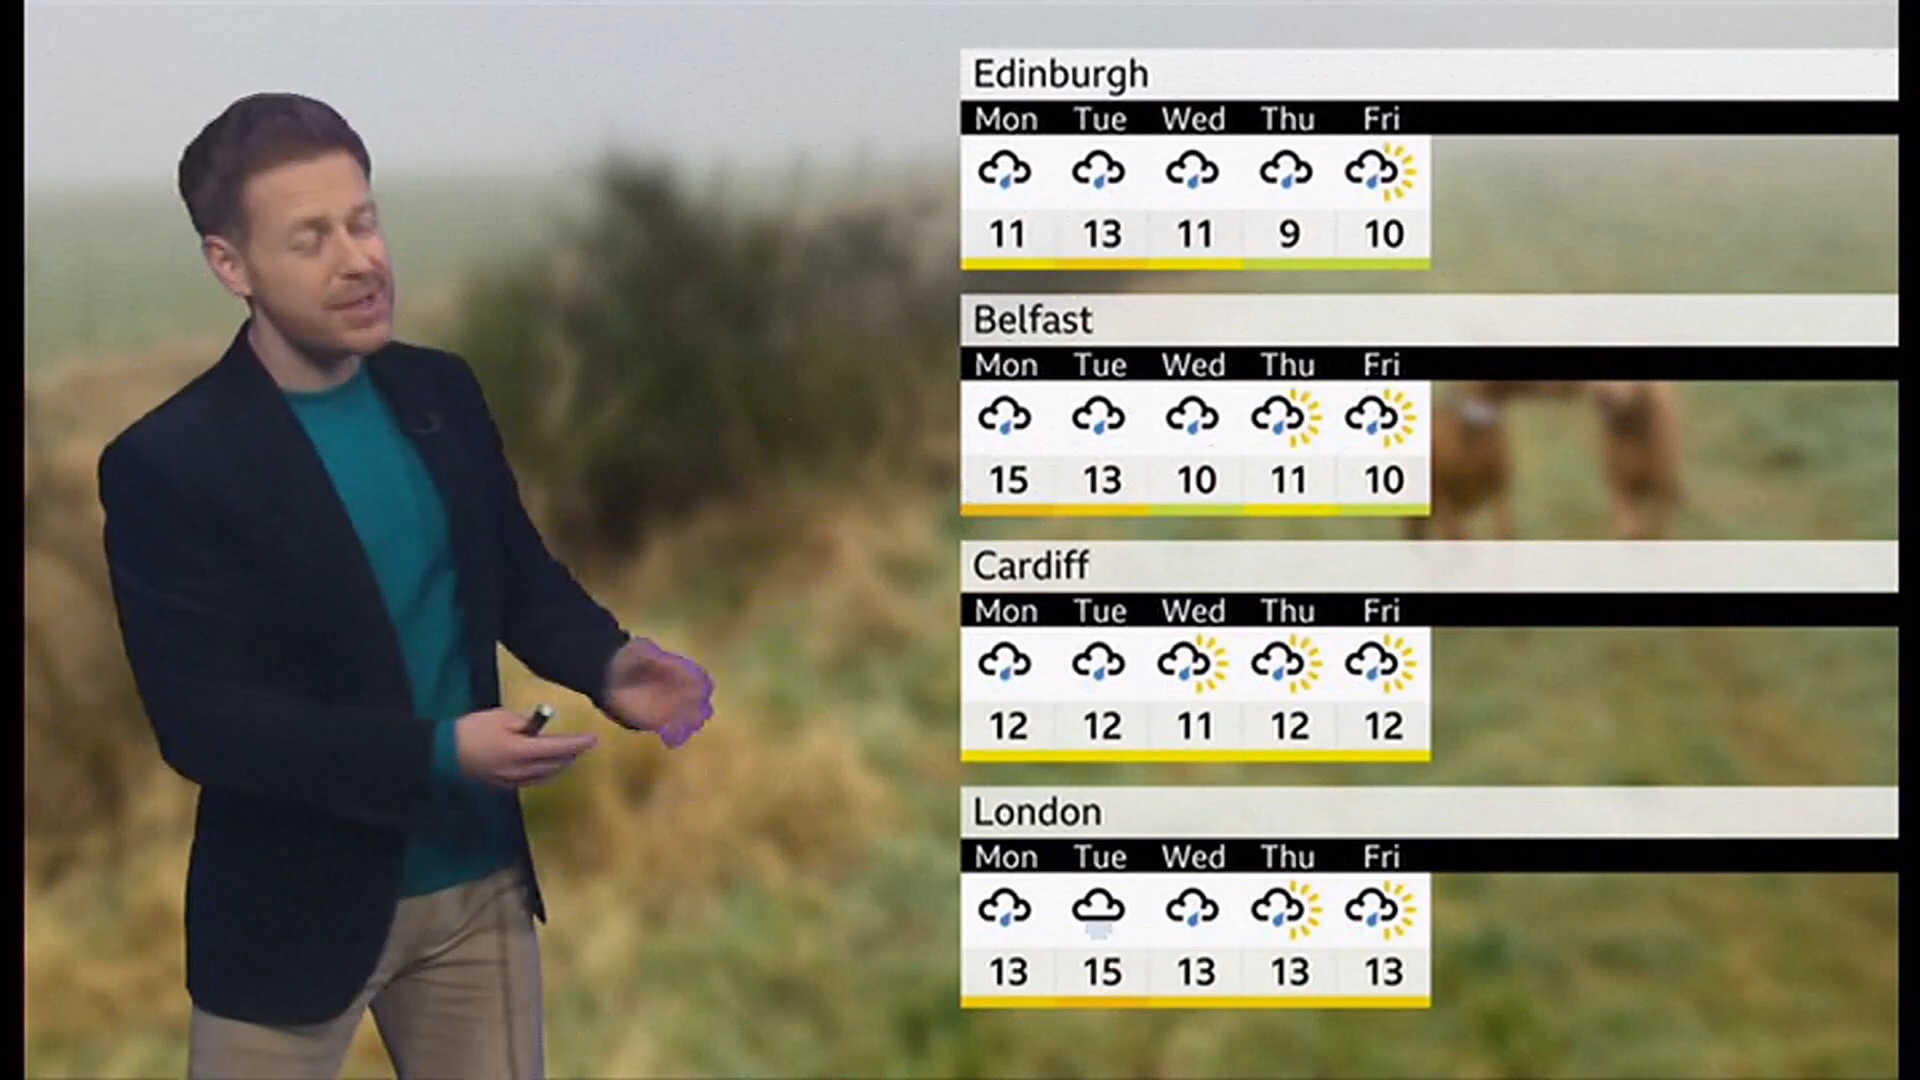 Edinburgh
Mon Tue Wed Thu Fri
11 13 11 9 10
Belfast
Mon Tue Wed Thu Fri
15 13 10 11 10
Cardiff
Mon Tue Wed Thu Fri
12 12 11 12 12
London
Mon Tue Wed Thu Fri
13 15 13 13 13